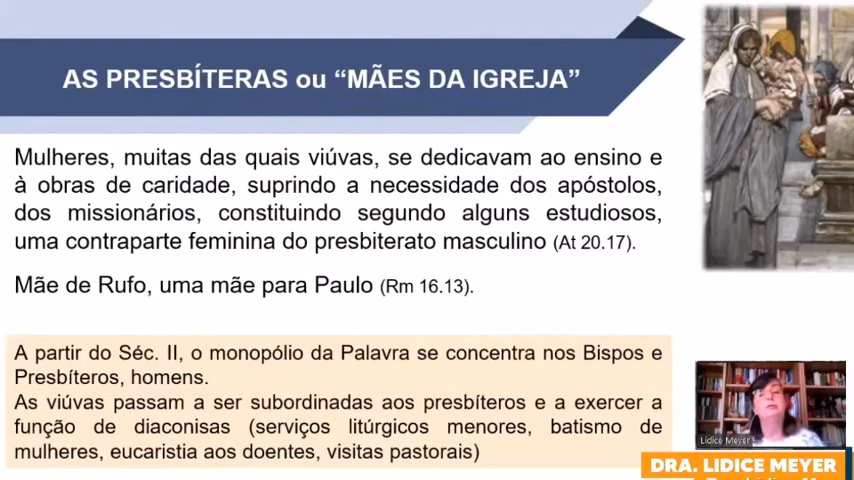 AS PRESBÍTERAS ou “MÃES DA IGREJA”
Mulheres, muitas das quais viúvas, se dedicavam ao ensino e
à obras de caridade, suprindo a necessidade dos apóstolos,
dos missionários, constituindo segundo alguns estudiosos,
uma contraparte feminina do presbiterato masculino (At 20.17).
Mãe de Rufo, uma mãe para Paulo (Rm 16.13).
A partir do Séc. II, o monopólio da Palavra se concentra nos Bispos e
Presbíteros, homens.
As viúvas passam a ser subordinadas aos presbíteros e a exercer a
função de diaconisas (serviços litúrgicos menores, batismo de
mulheres, eucaristia aos doentes, visitas pastorais)
Lidice Meyer
DRA. LIDICE MEYER